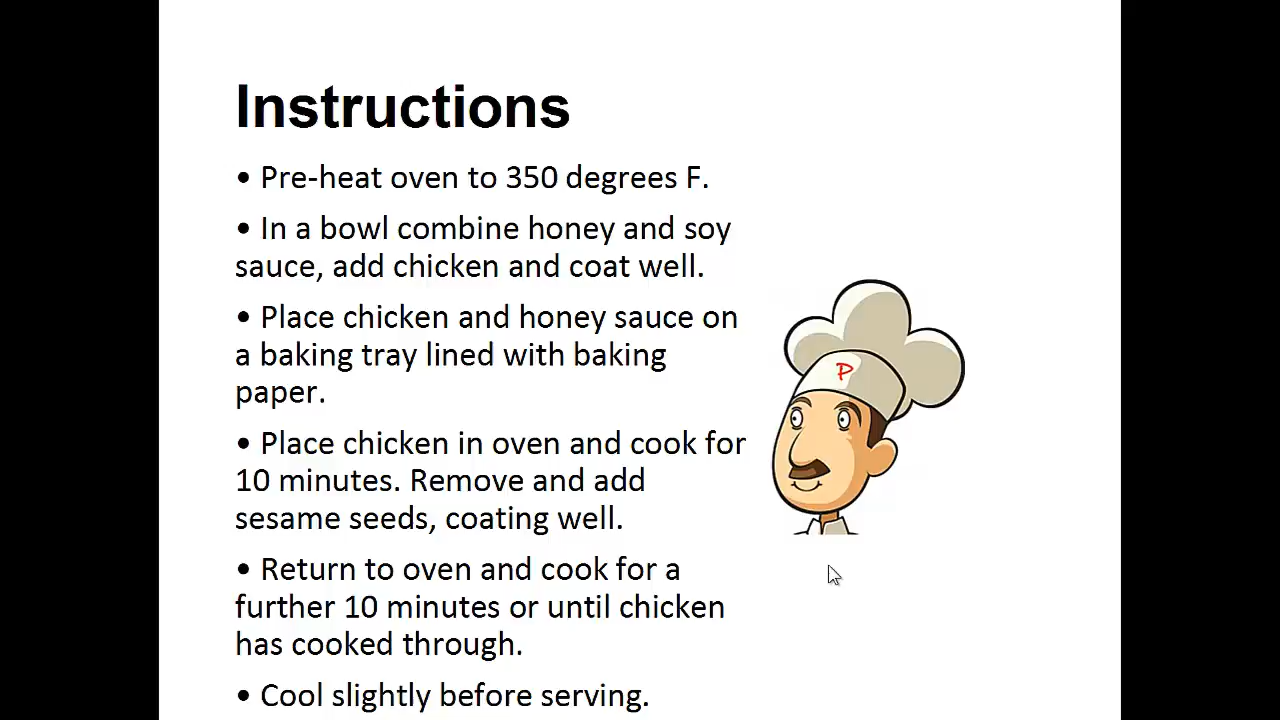 Instructions
• Pre-heat oven to 350 degrees F.
• In a bowl combine honey and soy
sauce, add chicken and coat well.
• Place chicken and honey sauce on
a baking tray lined with baking
paper.
P
• Place chicken in oven and cook for
10 minutes. Remove and add
sesame seeds, coating well.
• Return to oven and cook for a
further 10 minutes or until chicken
has cooked through.
• Cool slightly before serving.